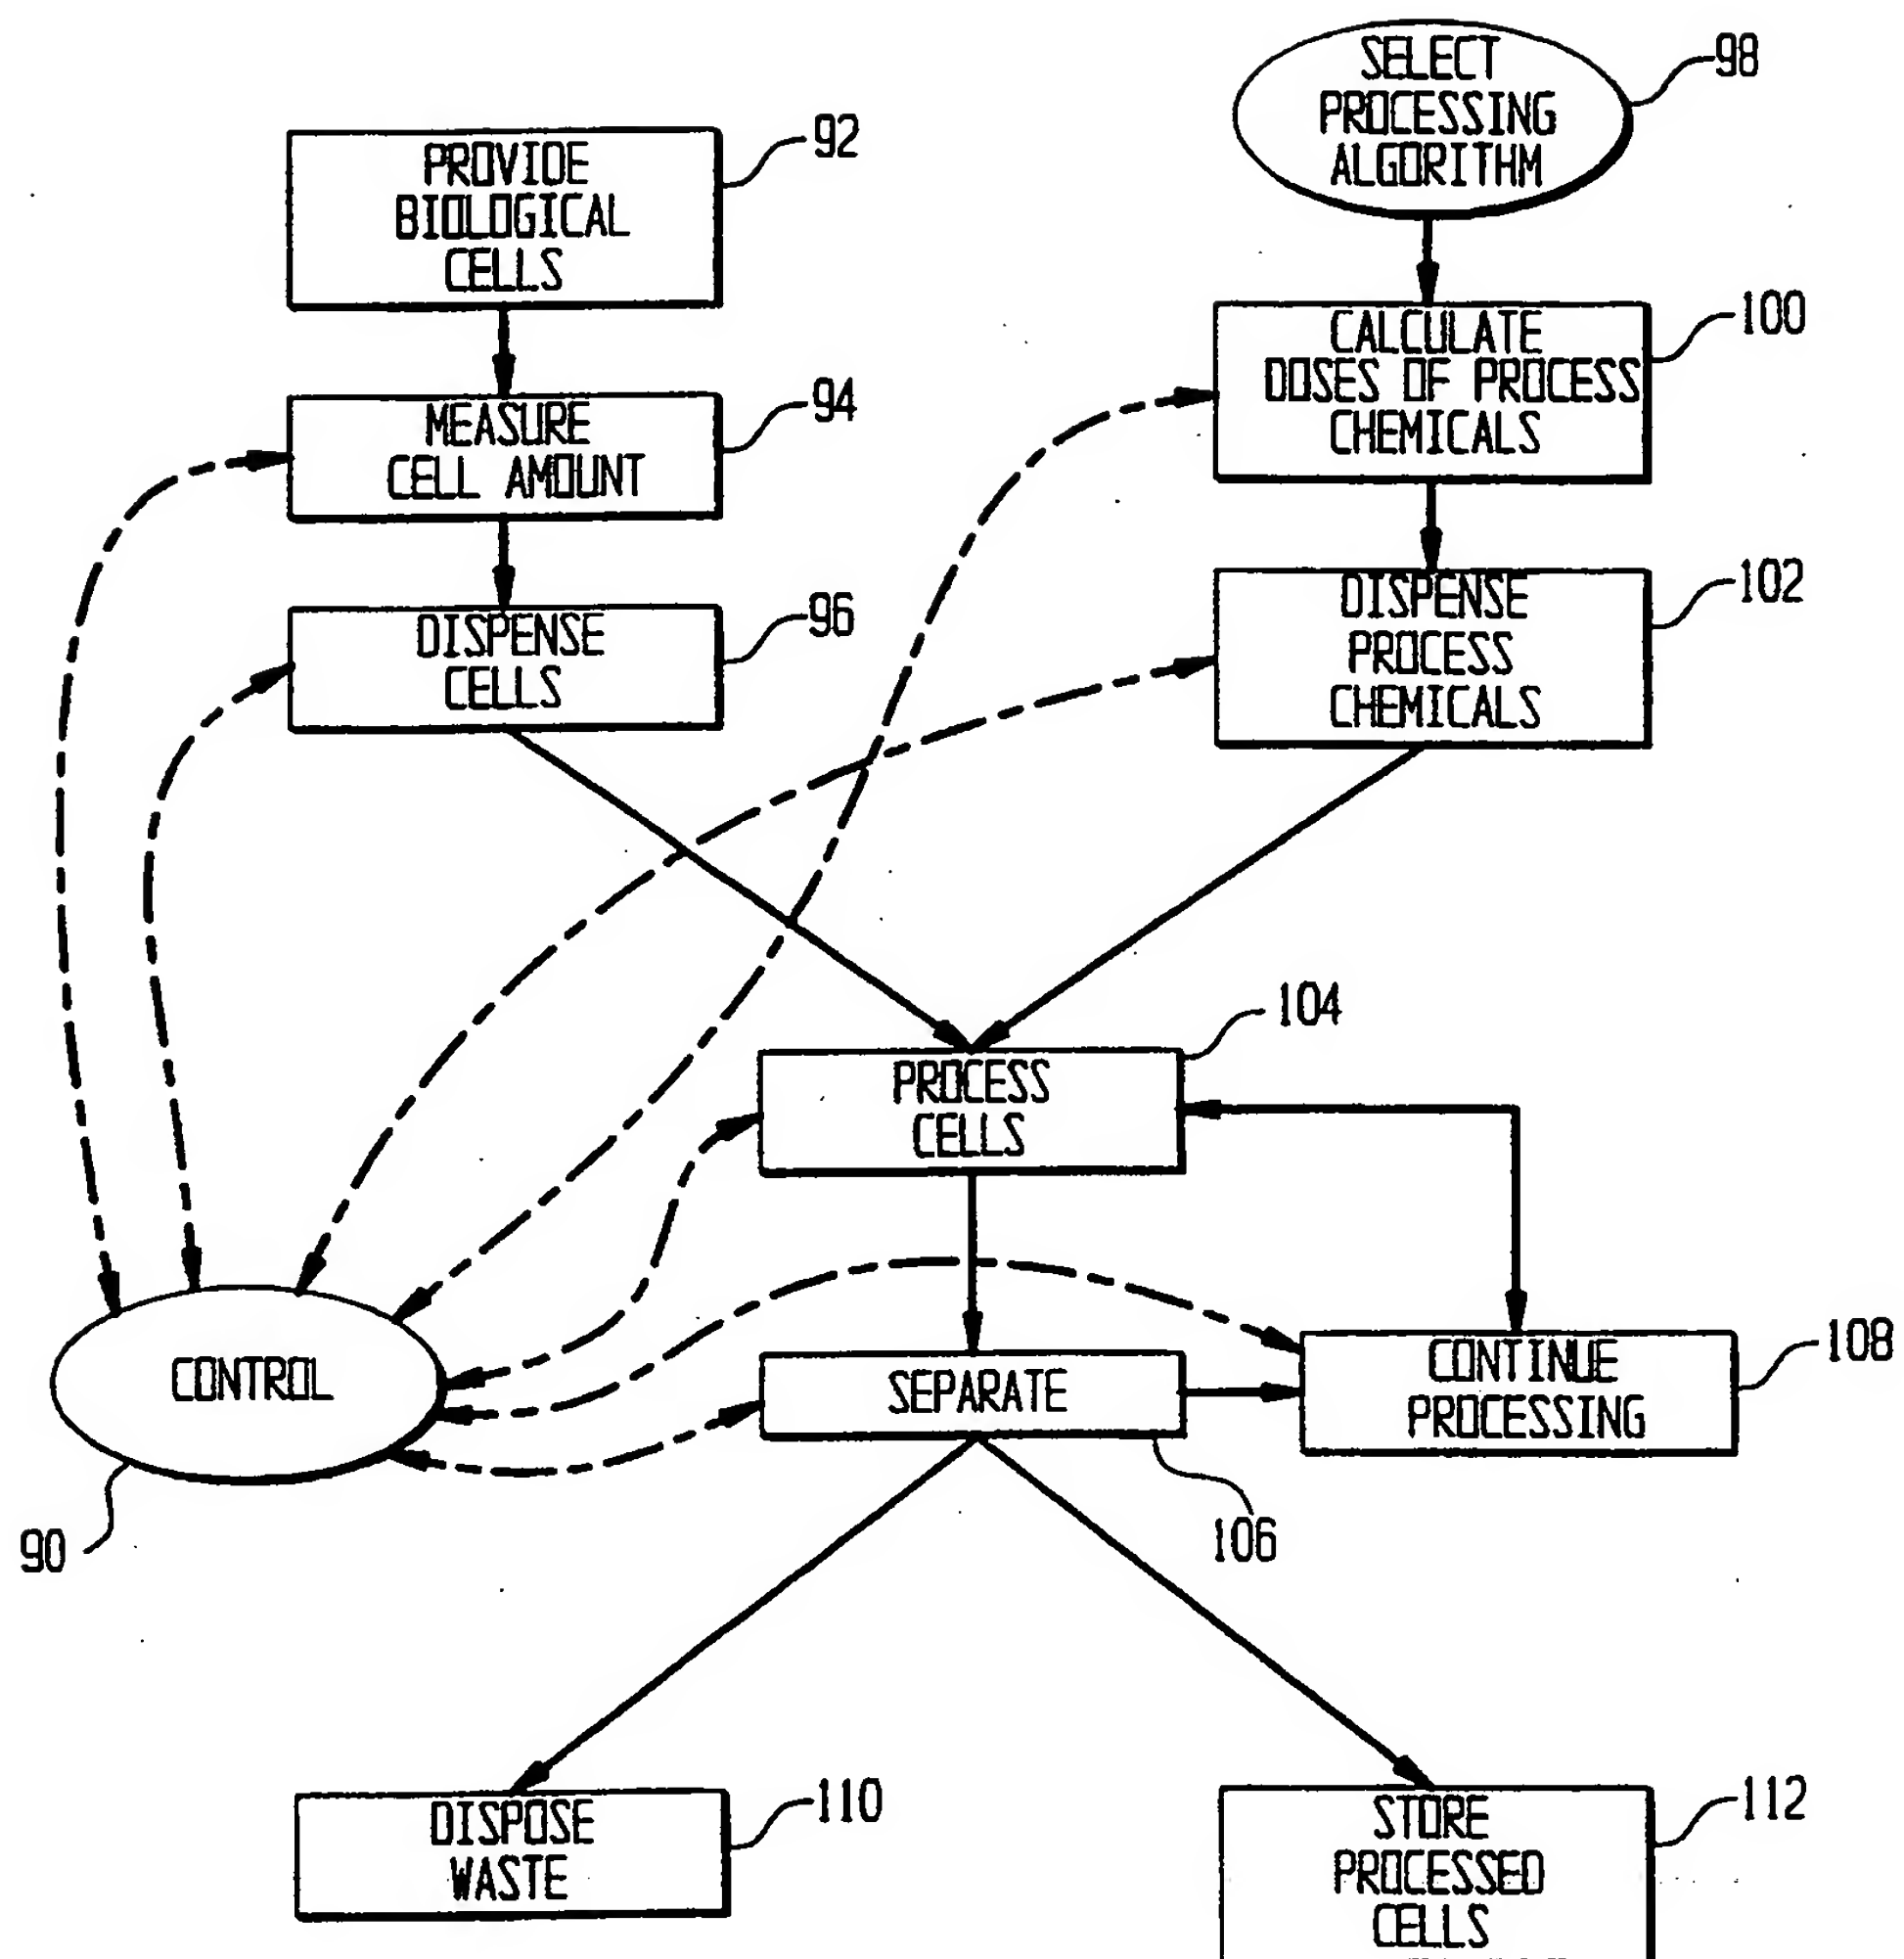 SELECT
PROCESSING
ALGORITHM
98
PROVIDE
BIOLOGICAL
CELLS
92
CALCULATE
DOSES OF PROCESS
CHEMICALS
100
MEASURE
CELL AMOUNT
94
DISPENSE
PROCESS
CHEMICALS
102
DISPENSE
CELLS
96
PROCESS
CELLS
104
CONTROL
90
SEPARATE
106
CONTINUE
PROCESSING
108
DISPOSE
WASTE
110
STORE
PROCESSED
CELLS
112